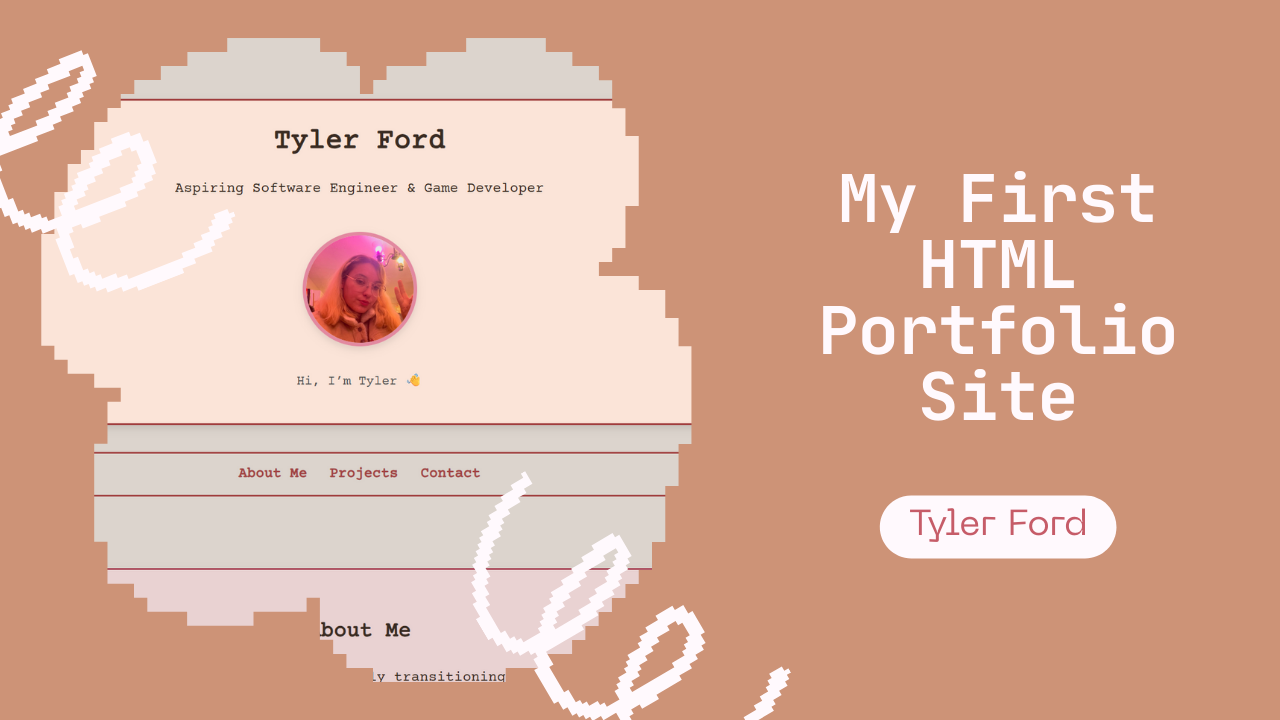 Tyler Ford
Aspiring Software Engineer & Game Developer
Hi, I’m Tyler 👋
About Me Projects Contact
bout Me
y transitioning
My First
HTML
Portfolio
Site
Tyler Ford